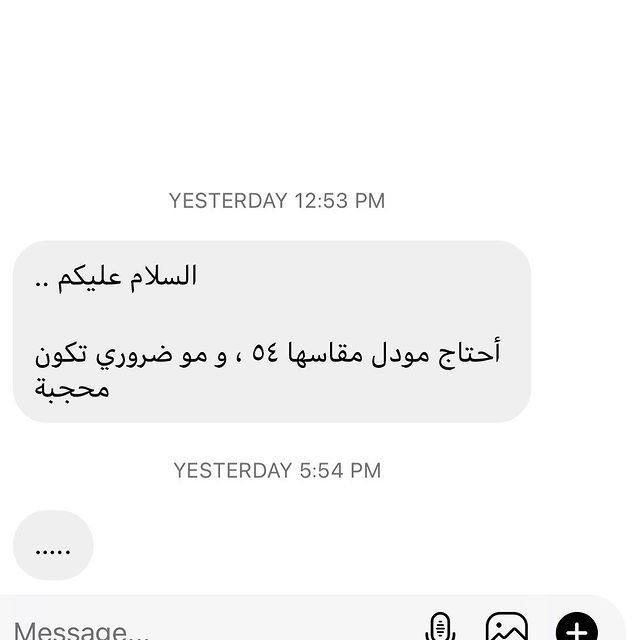 YESTERDAY 12:53 PM
السلام عليكم ..
أحتاج مودل مقاسها ٥٤ ، و مو ضروري تكون
محجبة
YESTERDAY 5:54 PM
.....
Message...